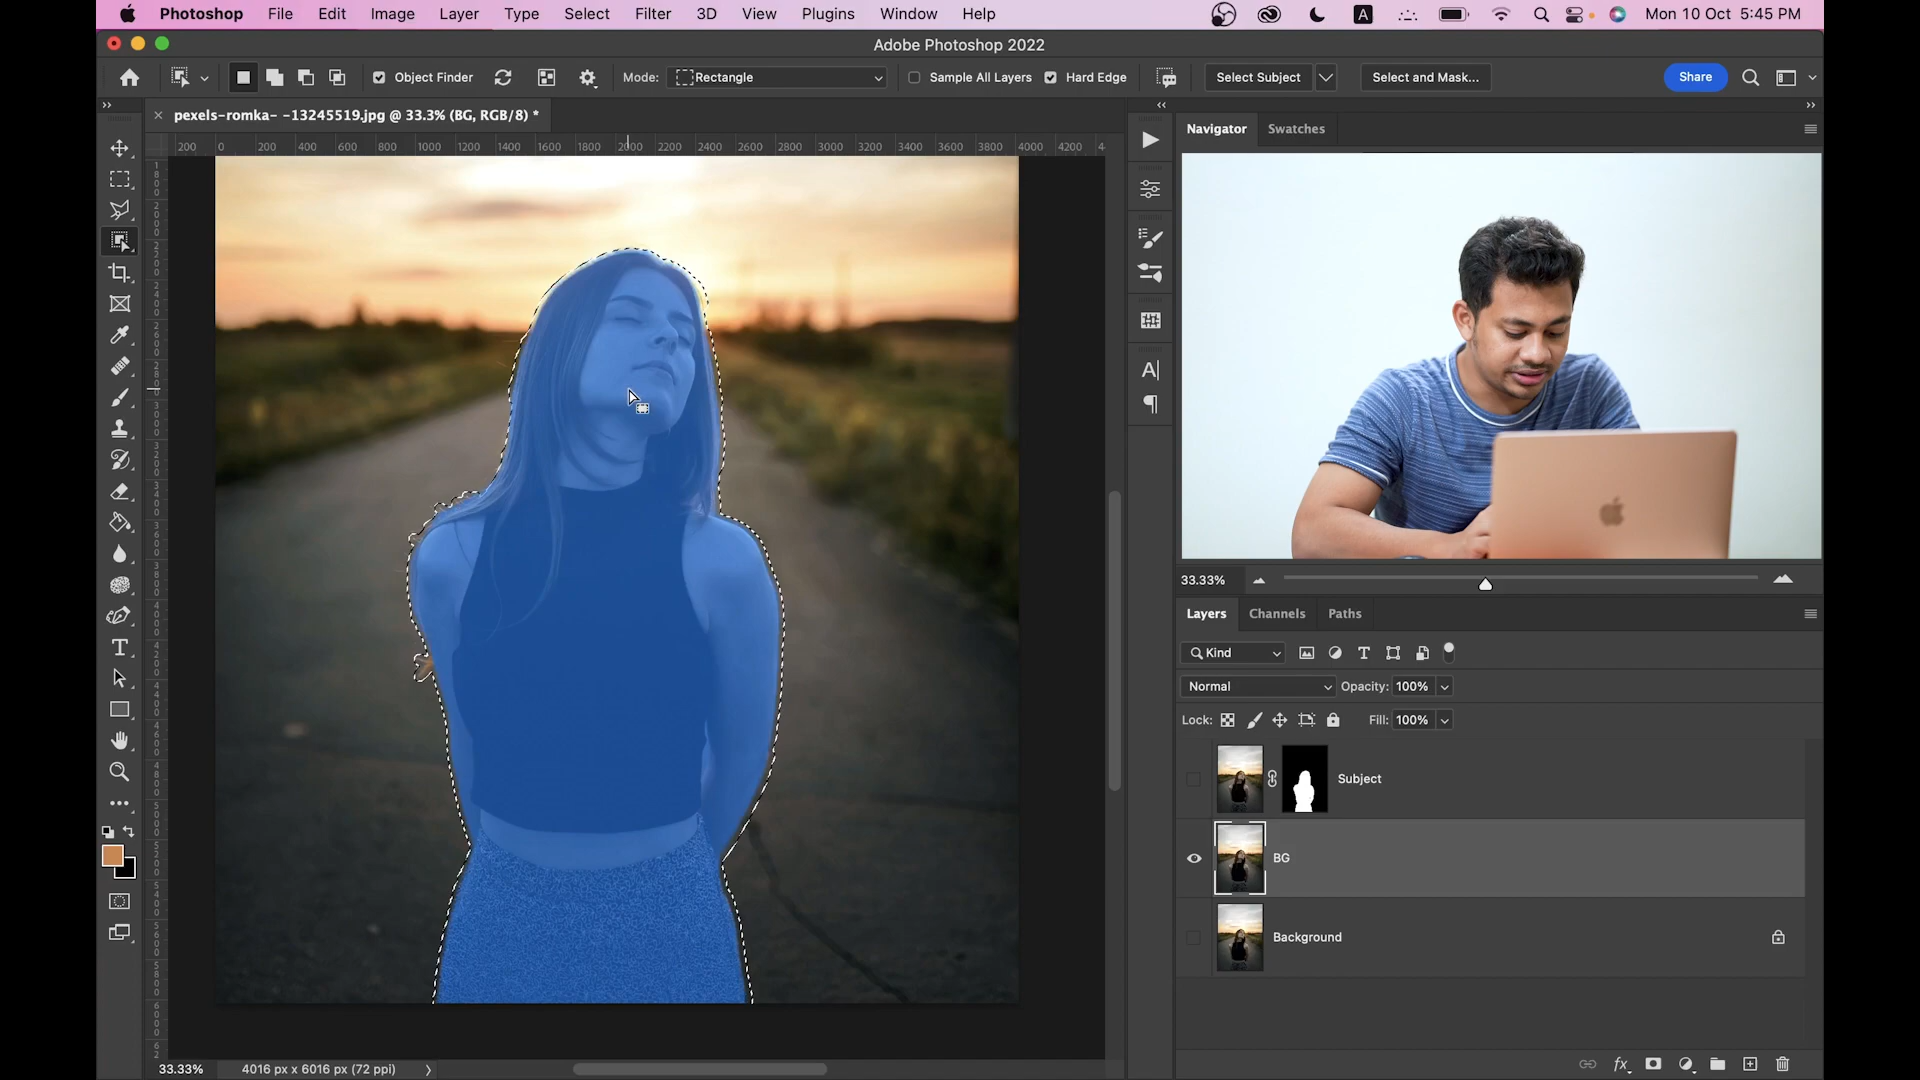 Photoshop File Edit Image Layer Type Select Filter 3D View Plugins Window Help A Mon 10 Oct 5:45 PM
Adobe Photoshop 2022
Object Finder Mode: Rectangle Sample All Layers Hard Edge Select Subject Select and Mask... Share
pexels-romka- -13245519.jpg @ 33.3% (BG, RGB/8) *
200 0 200 400 600 800 1000 1200 1400 1600 1800 2000 2200 2400 2600 2800 3000 3200 3400 3600 3800 4000 4200 4
Navigator Swatches
33.33%
Layers Channels Paths
Kind
Normal Opacity: 100%
Lock: Fill: 100%
Subject
BG
Background
33.33% 4016 px x 6016 px (72 ppi)
fx